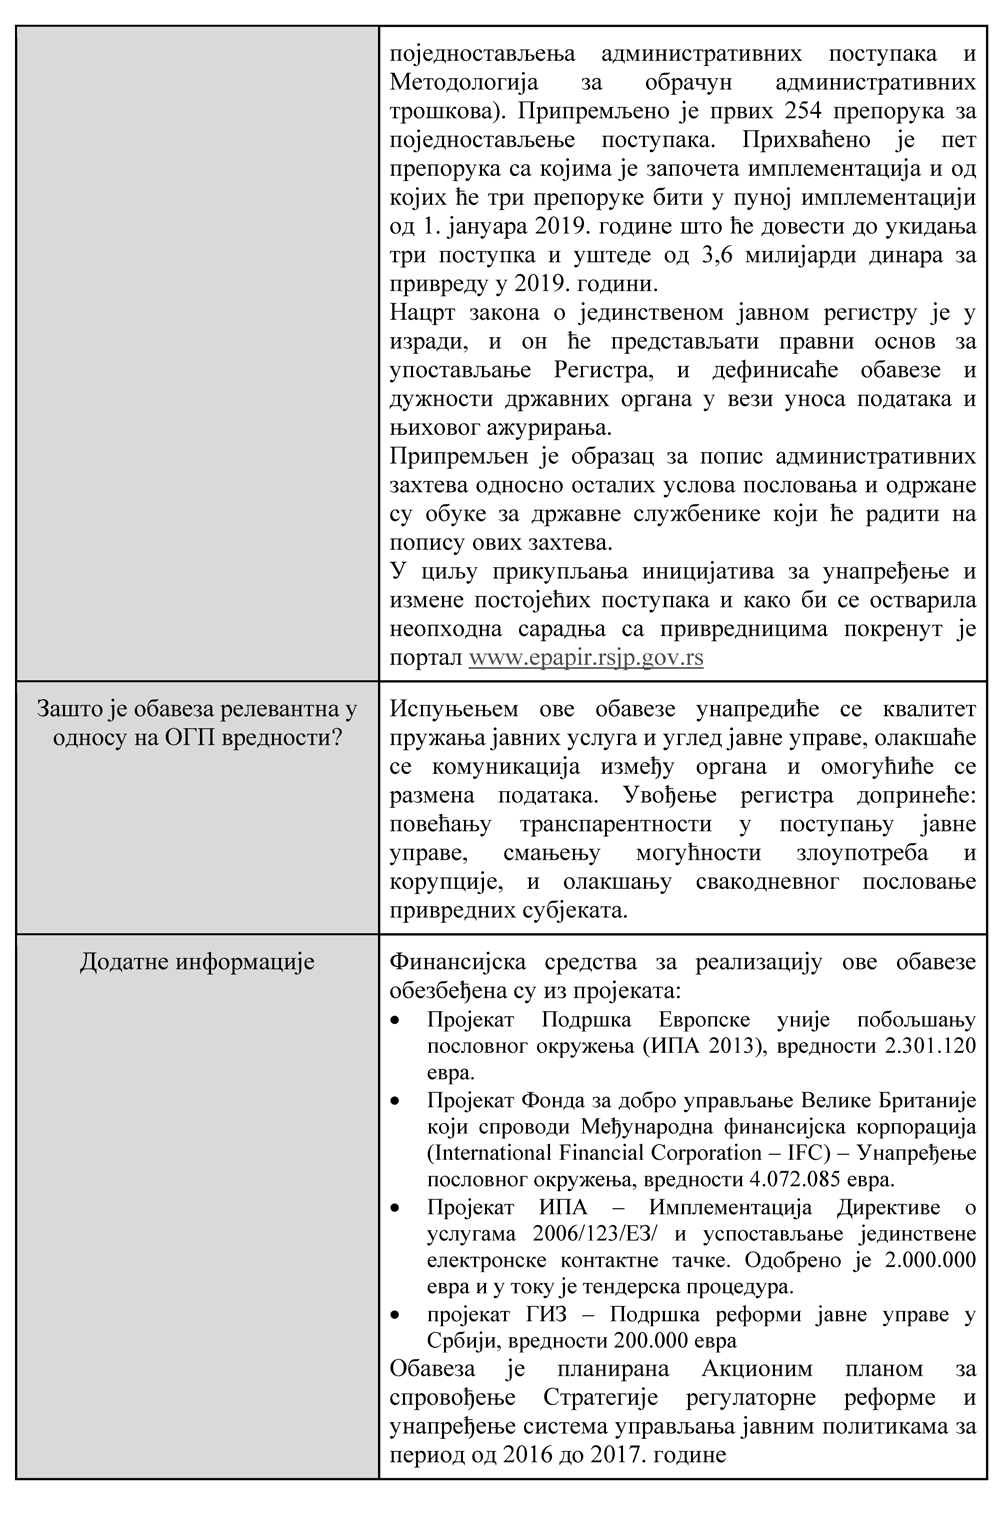 поједностављења административних поступака и
Методологија за обрачун административних
трошкова). Припремљено је првих 254 препорука за
поједностављење поступака. Прихваћено је пет
препорука са којима је започета имплементација и од
којих ће три препоруке бити у пуној имплементацији
од 1. јануара 2019. године што ће довести до укидања
три поступка и уштеде од 3,6 милијарди динара за
привреду у 2019. години.
Нацрт закона о јединственом јавном регистру је у
изради, и он ће представљати правни основ за
упостављање Регистра, и дефинисаће обавезе и
дужности државних органа у вези уноса података и
њиховог ажурирања.
Припремљен је образац за попис административних
захтева односно осталих услова пословања и одржане
су обуке за државне службенике који ће радити на
попису ових захтева.
У циљу прикупљања иницијатива за унапређење и
измене постојећих поступака и како би се остварила
неопходна сарадња са привредницима покренут је
портал www.epapir.rsjp.gov.rs
Зашто је обавеза релевантна у
односу на ОГП вредности?
Испуњењем ове обавезе унапредиће се квалитет
пружања јавних услуга и углед јавне управе, олакшаће
се комуникација између органа и омогућиће се
размена података. Увођење регистра допринеће:
повећању транспарентности у поступању јавне
управе, смањењу могућности злоупотреба и
корупције, и олакшању свакодневног пословање
привредних субјеката.
Додатне информације
Финансијска средства за реализацију ове обавезе
обезбеђена су из пројеката:
• Пројекат Подршка Европске уније побољшању
пословног окружења (ИПА 2013), вредности 2.301.120
евра.
• Пројекат Фонда за добро управљање Велике Британије
који спроводи Међународна финансијска корпорација
(International Financial Corporation – IFC) – Унапређење
пословног окружења, вредности 4.072.085 евра.
• Пројекат ИПА – Имплементација Директиве о
услугама 2006/123/ЕЗ/ и успостављање јединствене
електронске контактне тачке. Одобрено је 2.000.000
евра и у току је тендерска процедура.
• пројекат ГИЗ – Подршка реформи јавне управе у
Србији, вредности 200.000 евра
Обавеза је планирана Акционим планом за
спровођење Стратегије регулаторне реформе и
унапређење система управљања јавним политикама за
период од 2016 до 2017. године